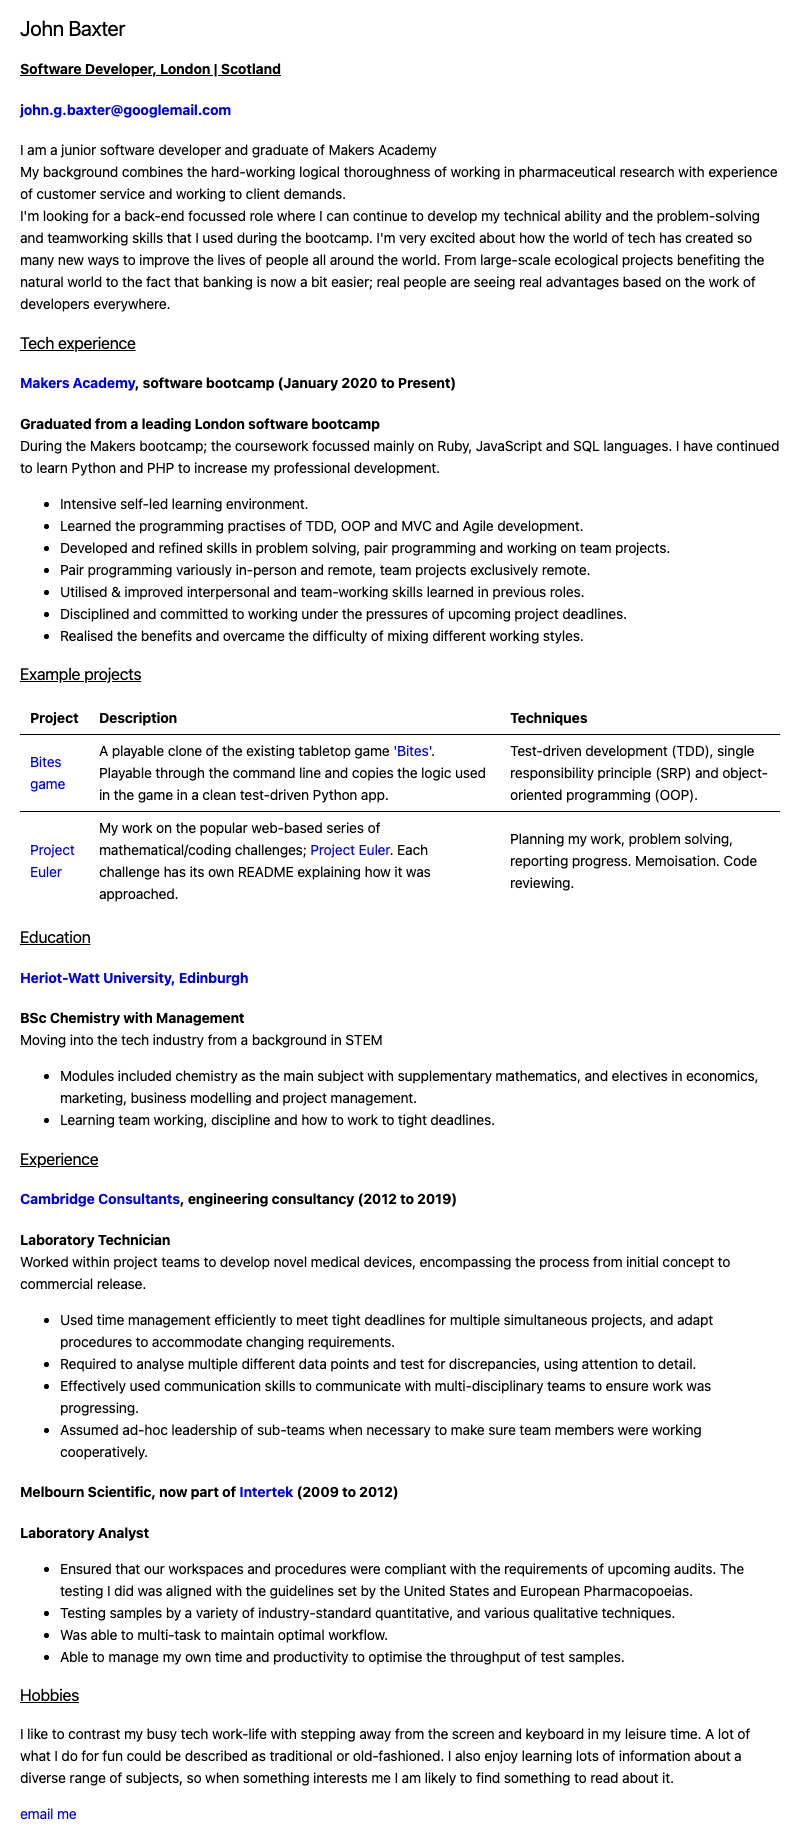 John Baxter
Software Developer, London | Scotland
john.g.baxter@googlemail.com
I am a junior software developer and graduate of Makers Academy
My background combines the hard-working logical thoroughness of working in pharmaceutical research with experience
of customer service and working to client demands.
I'm looking for a back-end focussed role where I can continue to develop my technical ability and the problem-solving
and teamworking skills that I used during the bootcamp. I'm very excited about how the world of tech has created so
many new ways to improve the lives of people all around the world. From large-scale ecological projects benefiting the
natural world to the fact that banking is now a bit easier; real people are seeing real advantages based on the work of
developers everywhere.
Tech experience
Makers Academy, software bootcamp (January 2020 to Present)
Graduated from a leading London software bootcamp
During the Makers bootcamp; the coursework focussed mainly on Ruby, JavaScript and SQL languages. I have continued
to learn Python and PHP to increase my professional development.
• Intensive self-led learning environment.
• Learned the programming practises of TDD, OOP and MVC and Agile development.
• Developed and refined skills in problem solving, pair programming and working on team projects.
• Pair programming variously in-person and remote, team projects exclusively remote.
• Utilised & improved interpersonal and team-working skills learned in previous roles.
• Disciplined and committed to working under the pressures of upcoming project deadlines.
• Realised the benefits and overcame the difficulty of mixing different working styles.
Example projects
Project Description Techniques
Bites
game
A playable clone of the existing tabletop game 'Bites'.
Playable through the command line and copies the logic used
in the game in a clean test-driven Python app.
Test-driven development (TDD), single
responsibility principle (SRP) and object-
oriented programming (OOP).
Project
Euler
My work on the popular web-based series of
mathematical/coding challenges; Project Euler. Each
challenge has its own README explaining how it was
approached.
Planning my work, problem solving,
reporting progress. Memoisation. Code
reviewing.
Education
Heriot-Watt University, Edinburgh
BSc Chemistry with Management
Moving into the tech industry from a background in STEM
• Modules included chemistry as the main subject with supplementary mathematics, and electives in economics,
marketing, business modelling and project management.
• Learning team working, discipline and how to work to tight deadlines.
Experience
Cambridge Consultants, engineering consultancy (2012 to 2019)
Laboratory Technician
Worked within project teams to develop novel medical devices, encompassing the process from initial concept to
commercial release.
• Used time management efficiently to meet tight deadlines for multiple simultaneous projects, and adapt
procedures to accommodate changing requirements.
• Required to analyse multiple different data points and test for discrepancies, using attention to detail.
• Effectively used communication skills to communicate with multi-disciplinary teams to ensure work was
progressing.
• Assumed ad-hoc leadership of sub-teams when necessary to make sure team members were working
cooperatively.
Melbourn Scientific, now part of Intertek (2009 to 2012)
Laboratory Analyst
• Ensured that our workspaces and procedures were compliant with the requirements of upcoming audits. The
testing I did was aligned with the guidelines set by the United States and European Pharmacopoeias.
• Testing samples by a variety of industry-standard quantitative, and various qualitative techniques.
• Was able to multi-task to maintain optimal workflow.
• Able to manage my own time and productivity to optimise the throughput of test samples.
Hobbies
I like to contrast my busy tech work-life with stepping away from the screen and keyboard in my leisure time. A lot of
what I do for fun could be described as traditional or old-fashioned. I also enjoy learning lots of information about a
diverse range of subjects, so when something interests me I am likely to find something to read about it.
email me